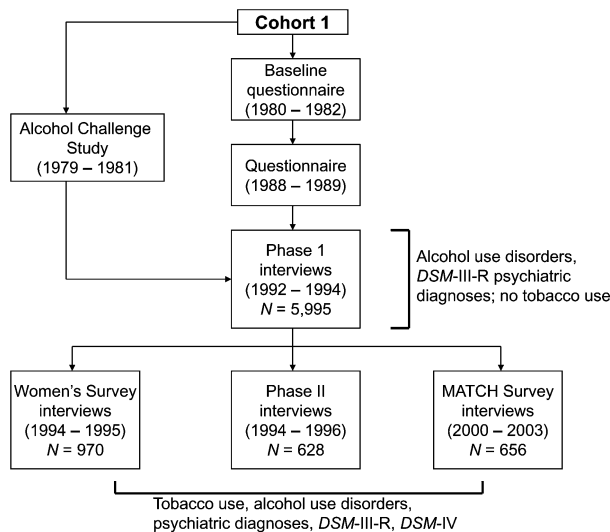 Cohort 1
Baseline
questionnaire
(1980 – 1982)
Alcohol Challenge
Study
(1979 – 1981)
Questionnaire
(1988 – 1989)
Phase 1
interviews
(1992 – 1994)
N = 5,995
Alcohol use disorders,
DSM-III-R psychiatric
diagnoses; no tobacco use
Women's Survey
interviews
(1994 – 1995)
N = 970
Phase II
interviews
(1994 – 1996)
N = 628
MATCH Survey
interviews
(2000 – 2003)
N = 656
Tobacco use, alcohol use disorders,
psychiatric diagnoses, DSM-III-R, DSM-IV